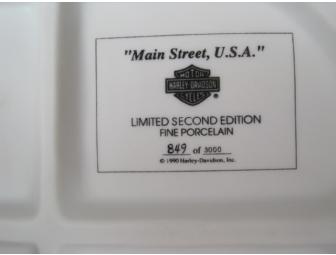 "Main Street, U.S.A."
MOTOR
HARLEY-DAVIDSON
CYCLES
®
LIMITED SECOND EDITION
FINE PORCELAIN
849 of 3000
© 1990 Harley-Davidson, Inc.